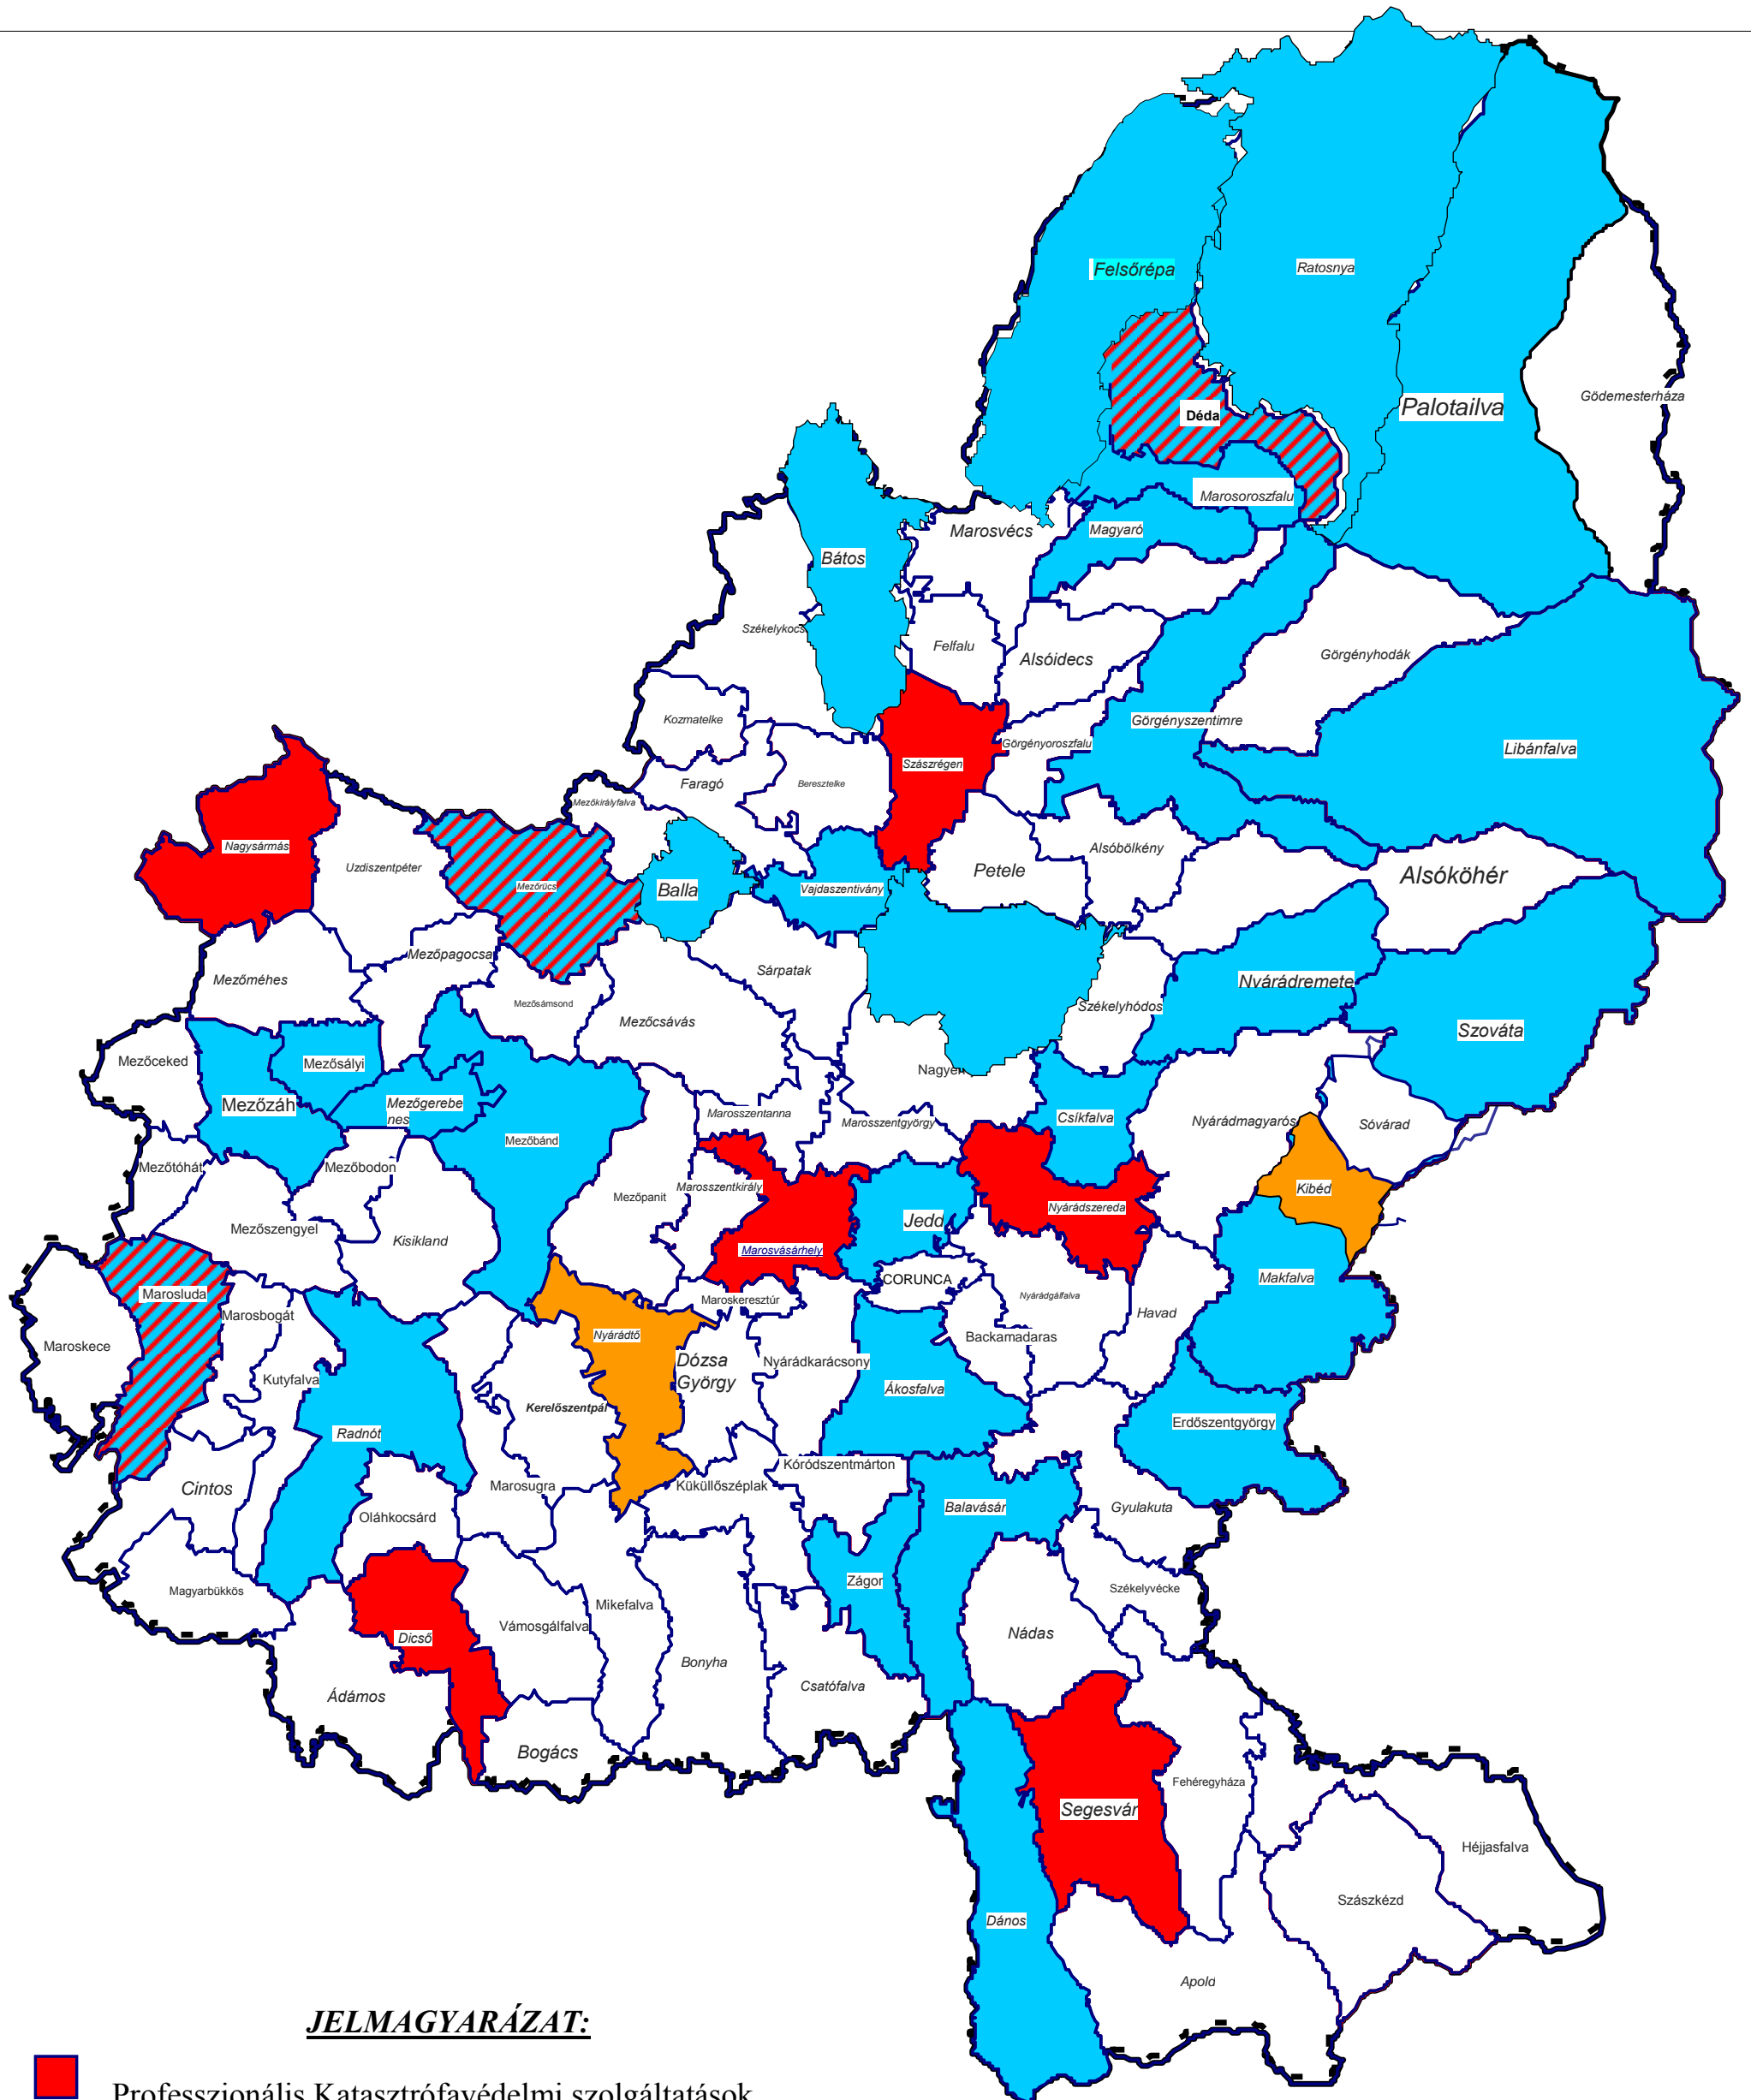 Felsőrépa
Ratosnya
Gödemesterháza
Palotailva
Déda
Marosoroszfalu
Magyaró
Marosvécs
Bátos
Székelykocs
Felfalu
Alsóidecs
Görgényhodák
Kozmatelke
Görgényszentimre
Görgényoroszfalu
Libánfalva
Szászrégen
Faragó
Beresztelke
Mezőkirályfalva
Nagysármás
Uzdiszentpéter
Alsóbölkény
Petele
Alsóköhér
Mezőrücs
Balla
Vajdaszentivány
Mezőpagocsa
Sárpatak
Mezőméhes
Nyárádremete
Mezősámsond
Székelyhódos
Mezőcsávás
Szováta
Mezőceked
Mezősályi
Nagyer
Mezőzáh
Mezőgerebe
nes
Marosszentanna
Csíkfalva
Marosszentgyörgy
Nyárádmagyarós
Sóvárad
Mezőbánd
Mezőtóhát
Mezőbodon
Marosszentkirály
Kibéd
Mezőpanit
Nyárádszereda
Mezőszengyel
Jedd
Kisikland
Marosvásárhely
CORUNCA
Makfalva
Marosluda
Nyárádgálfalva
Maroskeresztúr
Havad
Marosbogát
Nyárádtő
Backamadaras
Maroskece
Dózsa
György
Nyárádkarácsony
Kutyfalva
Ákosfalva
Kerelőszentpál
Erdőszentgyörgy
Radnót
Kóródszentmárton
Cintos
Marosugra
Küküllőszéplak
Balavásár
Gyulakuta
Oláhkocsárd
Zágor
Székelyvécke
Magyarbükkös
Mikefalva
Vámosgálfalva
Nádas
Dicső
Bonyha
Csatófalva
Ádámos
Bogács
Fehéregyháza
Segesvár
Héjjasfalva
Szászkézd
Dános
Apold
JELMAGYARÁZAT:
Professzionális Katasztrófavédelmi szolgáltatások